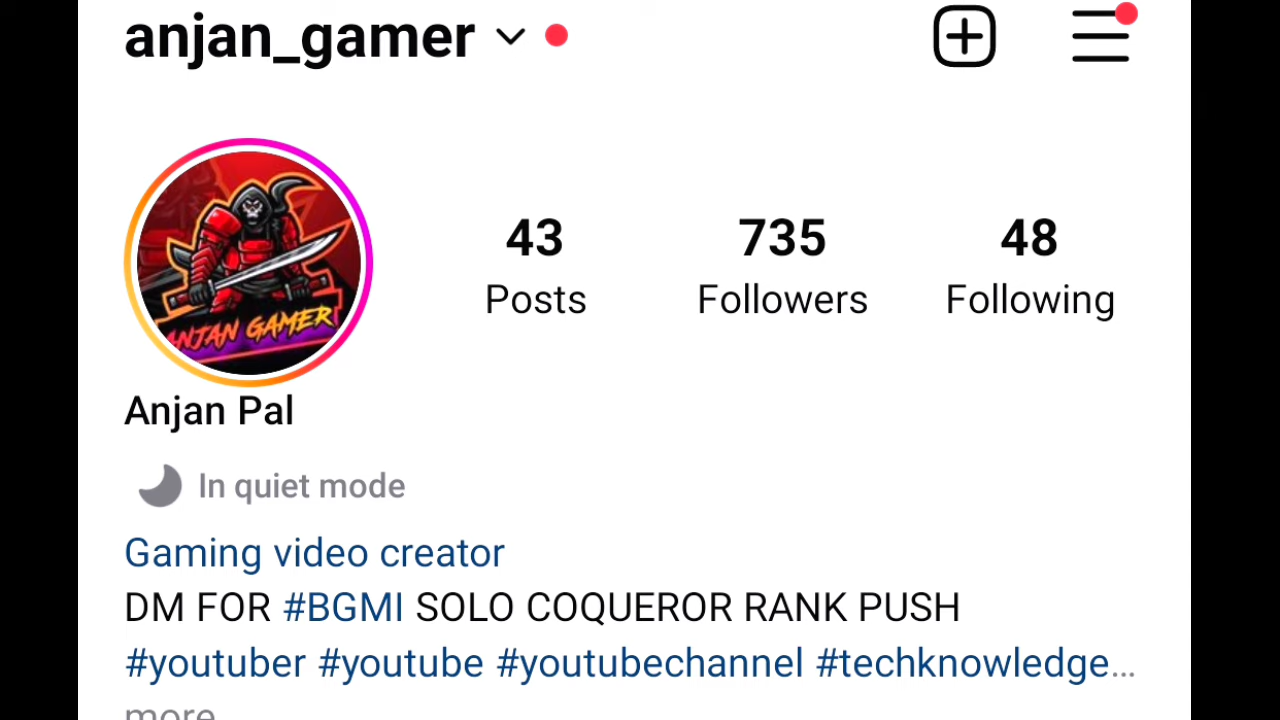 anjan_gamer
43
735
48
Posts
Followers
Following
ANJAN GAMER
Anjan Pal
In quiet mode
Gaming video creator
DM FOR #BGMI SOLO COQUEROR RANK PUSH
#youtuber #youtube #youtubechannel #techknowledge...
more